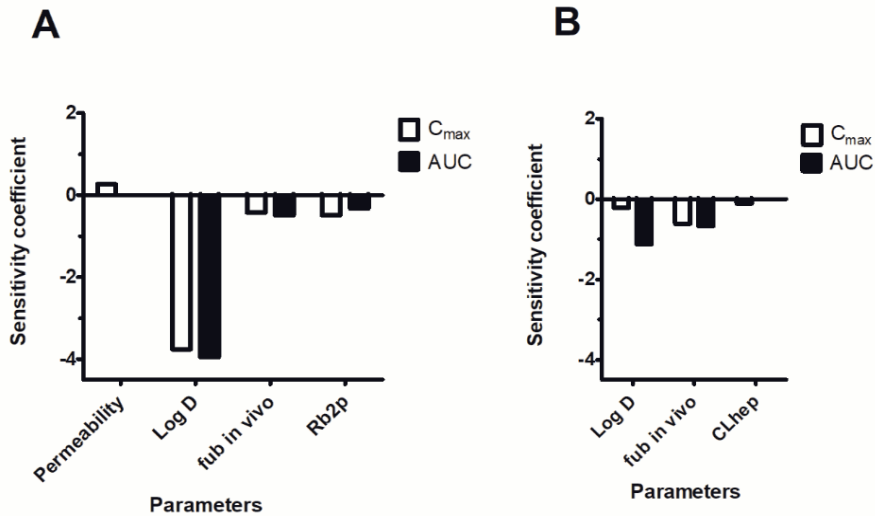 A
Sensitivity coefficient
2
0
-2
-4
Cmax
AUC
Permeability
Log D
fub in vivo
Rb2p
Parameters
B
Sensitivity coefficient
2
0
-2
-4
Cmax
AUC
Log D
fub in vivo
CLhep
Parameters